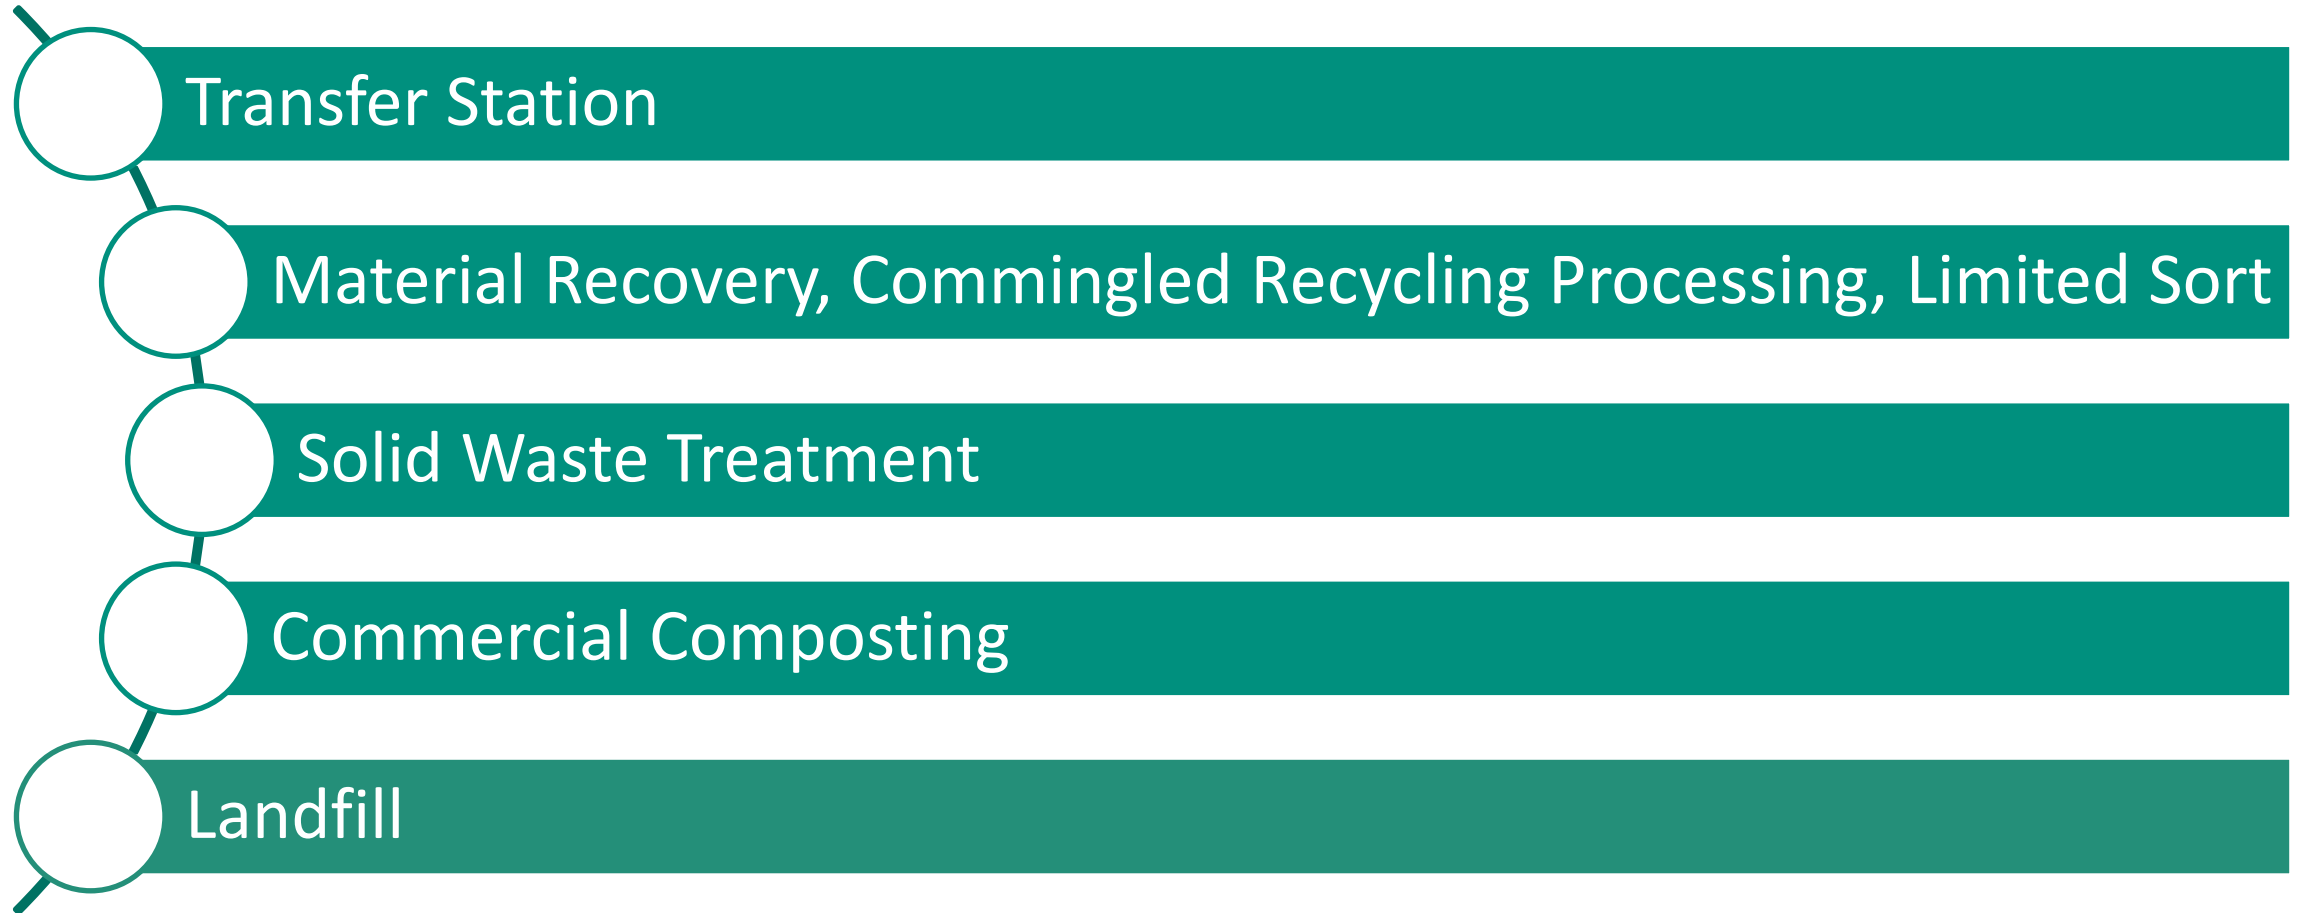 Transfer Station
Material Recovery, Commingled Recycling Processing, Limited Sort
Solid Waste Treatment
Commercial Composting
Landfill